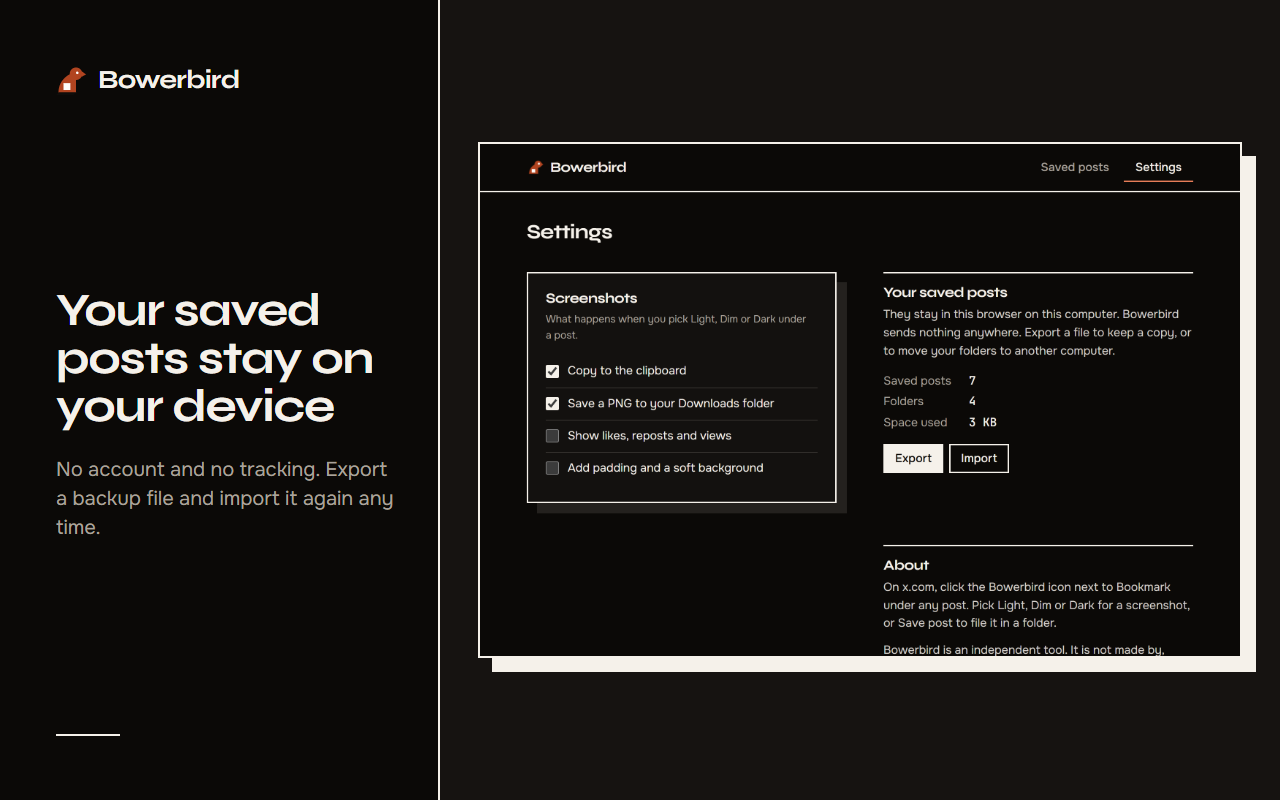 Bowerbird
Your saved
posts stay on
your device
No account and no tracking. Export
a backup file and import it again any
time.
Bowerbird
Saved posts
Settings
Settings
Screenshots
What happens when you pick Light, Dim or Dark under
a post.
Copy to the clipboard
Save a PNG to your Downloads folder
Show likes, reposts and views
Add padding and a soft background
Your saved posts
They stay in this browser on this computer. Bowerbird
sends nothing anywhere. Export a file to keep a copy, or
to move your folders to another computer.
Saved posts 7
Folders 4
Space used 3 KB
Export
Import
About
On x.com, click the Bowerbird icon next to Bookmark
under any post. Pick Light, Dim or Dark for a screenshot,
or Save post to file it in a folder.
Bowerbird is an independent tool. It is not made by,